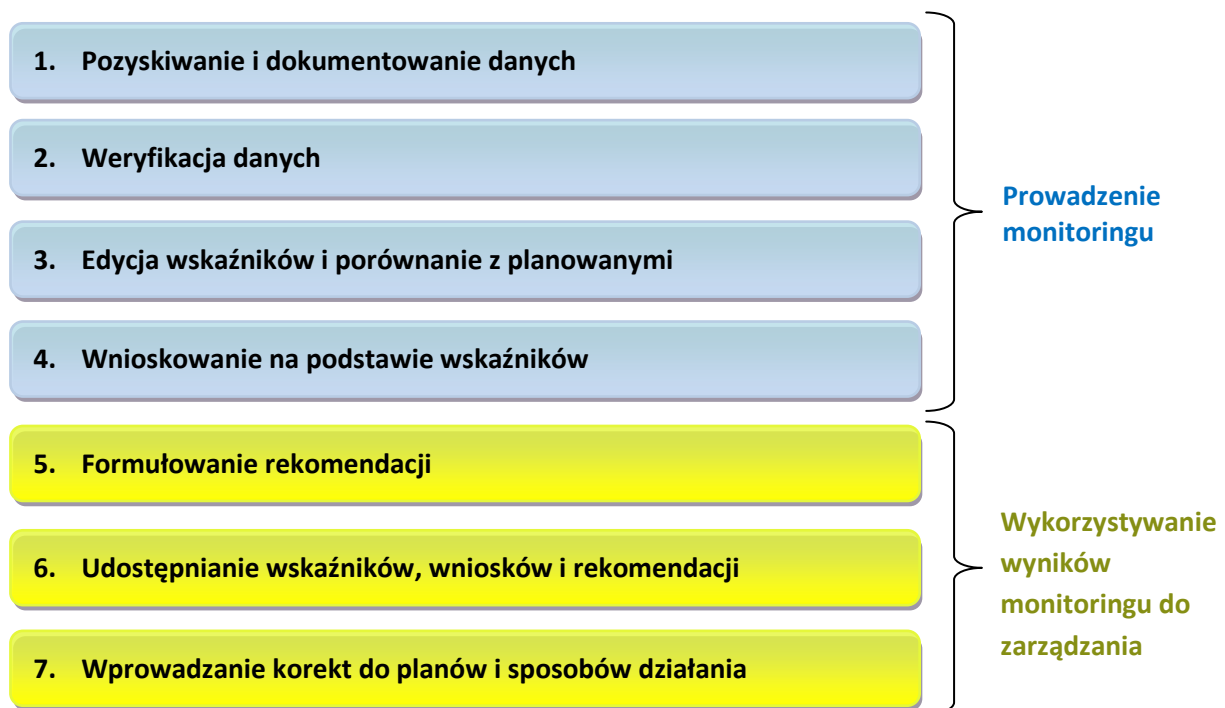 1. Pozyskiwanie i dokumentowanie danych
2. Weryfikacja danych
3. Edycja wskaźników i porównanie z planowanymi
4. Wnioskowanie na podstawie wskaźników
Prowadzenie
monitoringu
5. Formułowanie rekomendacji
6. Udostępnianie wskaźników, wniosków i rekomendacji
7. Wprowadzanie korekt do planów i sposobów działania
Wykorzystywanie
wyników
monitoringu do
zarządzania